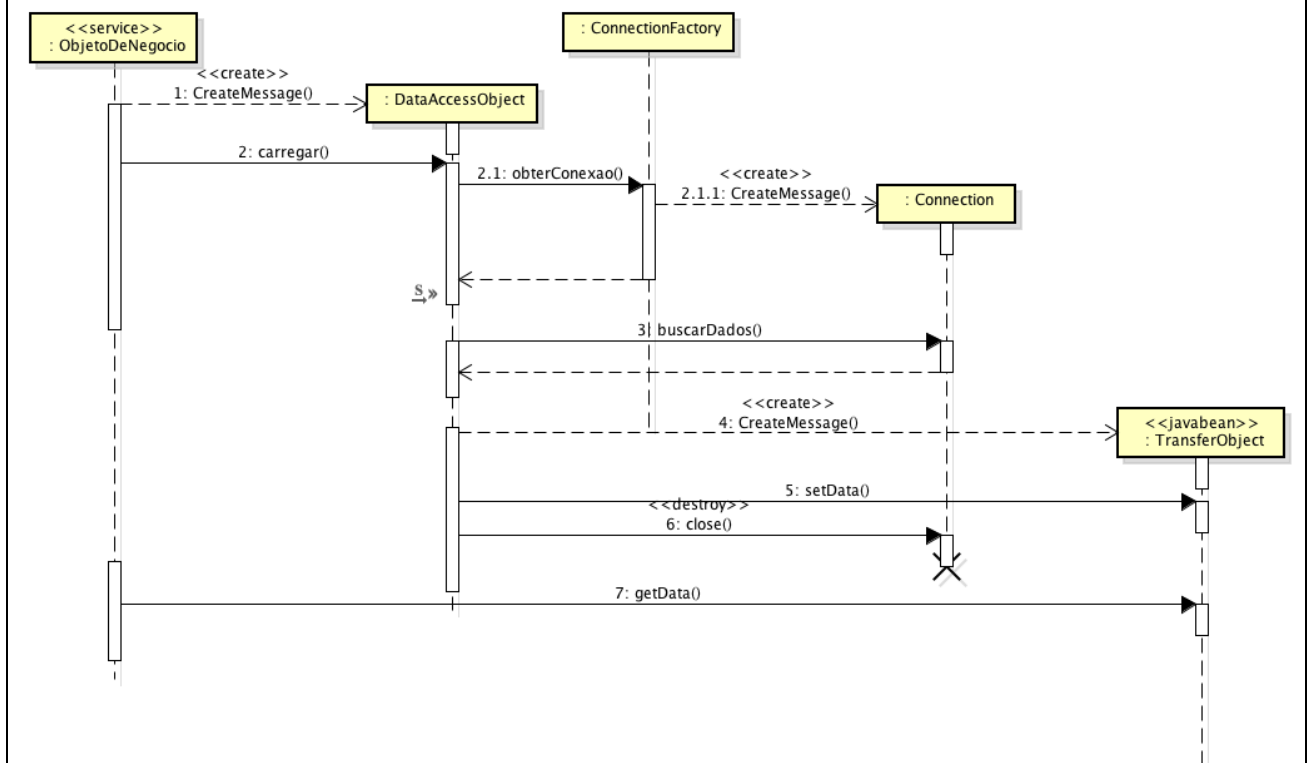 <<service>>
: ObjetoDeNegocio
: ConnectionFactory
<<create>>
1: CreateMessage()
: DataAccessObject
2: carregar()
2.1: obterConexao()
<<create>>
2.1.1: CreateMessage()
: Connection
s
3: buscarDados()
<<create>>
4: CreateMessage()
<<javabean>>
: TransferObject
5: setData()
<<destroy>>
6: close()
7: getData()